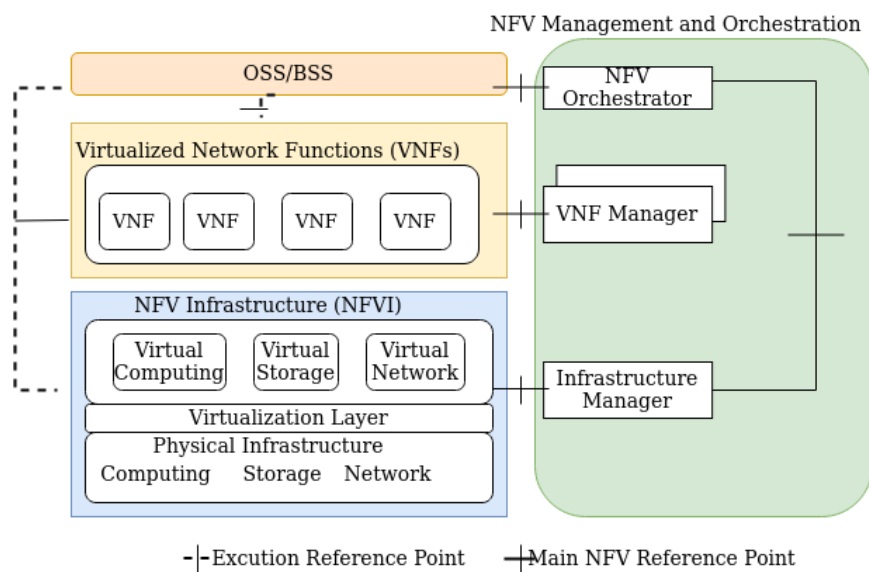 NFV Management and Orchestration
OSS/BSS
NFV
Orchestrator
Virtualized Network Functions (VNFs)
VNF VNF VNF VNF
VNF Manager
NFV Infrastructure (NFVI)
Virtual
Computing
Virtual
Storage
Virtual
Network
Infrastructure
Manager
Virtualization Layer
Physical Infrastructure
Computing Storage Network
Excution Reference Point
Main NFV Reference Point